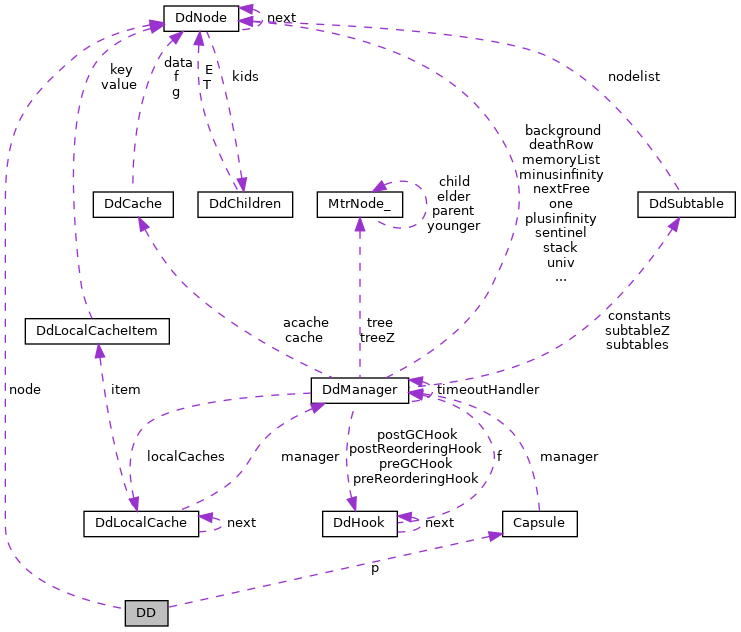 DdNode
next
key
value
data
f
g
E
T
kids
nodelist
background
deathRow
memoryList
minusinfinity
nextFree
one
plusinfinity
sentinel
stack
univ
...
DdCache
DdChildren
MtrNode_
child
elder
parent
younger
DdSubtable
DdLocalCacheItem
acache
cache
tree
treeZ
constants
subtableZ
subtables
node
item
DdManager
timeoutHandler
localCaches
manager
postGCHook
postReorderingHook
preGCHook
preReorderingHook
f
manager
DdLocalCache
next
DdHook
next
Capsule
p
DD